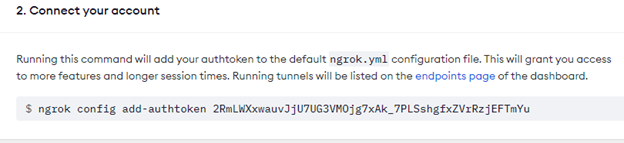 2. Connect your account
Running this command will add your authtoken to the default ngrok.yml configuration file. This will grant you access
to more features and longer session times. Running tunnels will be listed on the endpoints page of the dashboard.
$ ngrok config add-authtoken 2RmLWXxwauvJjU7UG3VMOjg7xAk_7PLSshgfxZVrRzjEFTmYu